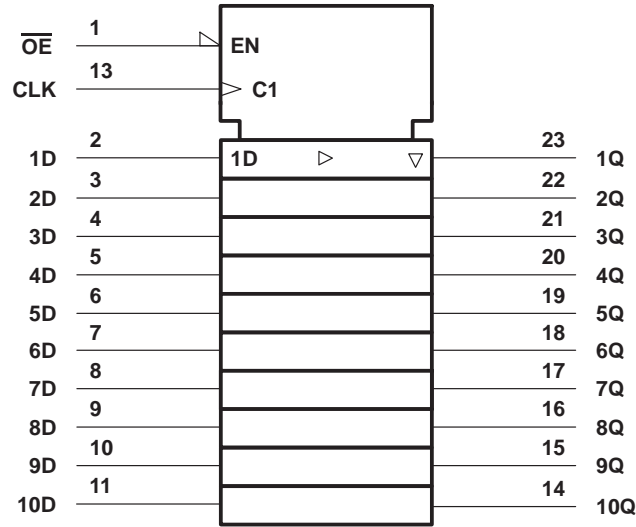 OE 1 EN
CLK 13 C1
1D 2 1D 23 1Q
2D 3 22 2Q
3D 4 21 3Q
4D 5 20 4Q
5D 6 19 5Q
6D 7 18 6Q
7D 8 17 7Q
8D 9 16 8Q
9D 10 15 9Q
10D 11 14 10Q